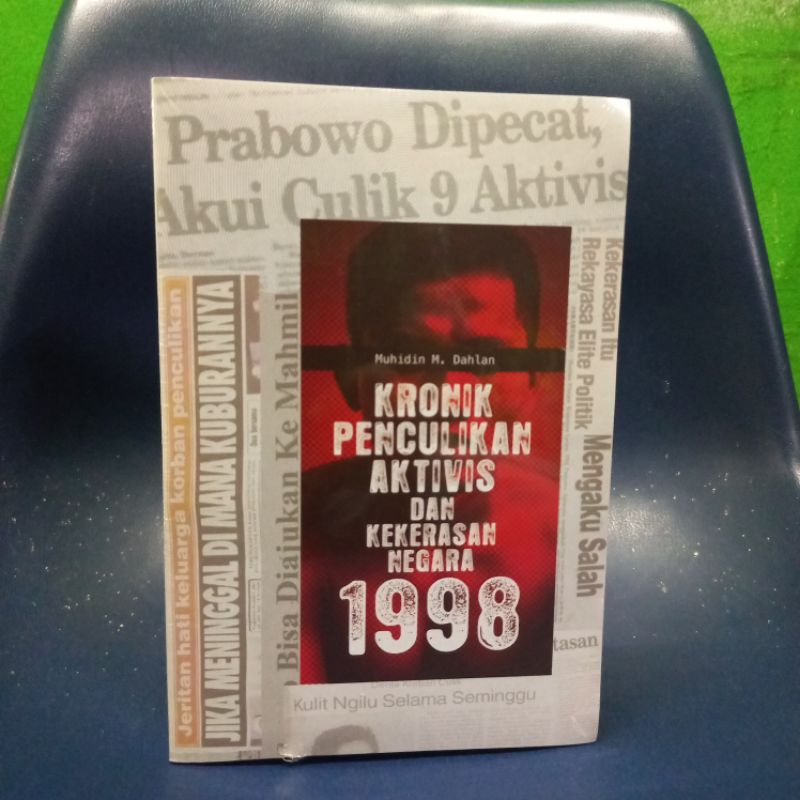 Prabowo Dipecat,
Akui Culik 9 Aktivis
Jeritan hati keluarga korban penculikan
JIKA MENINGGAL DI MANA KUBURANNYA
Bisa Diajukan Ke Mahmil
Muhidin M. Dahlan
KRONIK
PENCULIKAN
AKTIVIS
DAN
KEKERASAN
NEGARA
1998
Kekerasan Itu
Rekayasa Elite Politik
Mengaku Salah
tasan
Kulit Ngilu Selama Seminggu